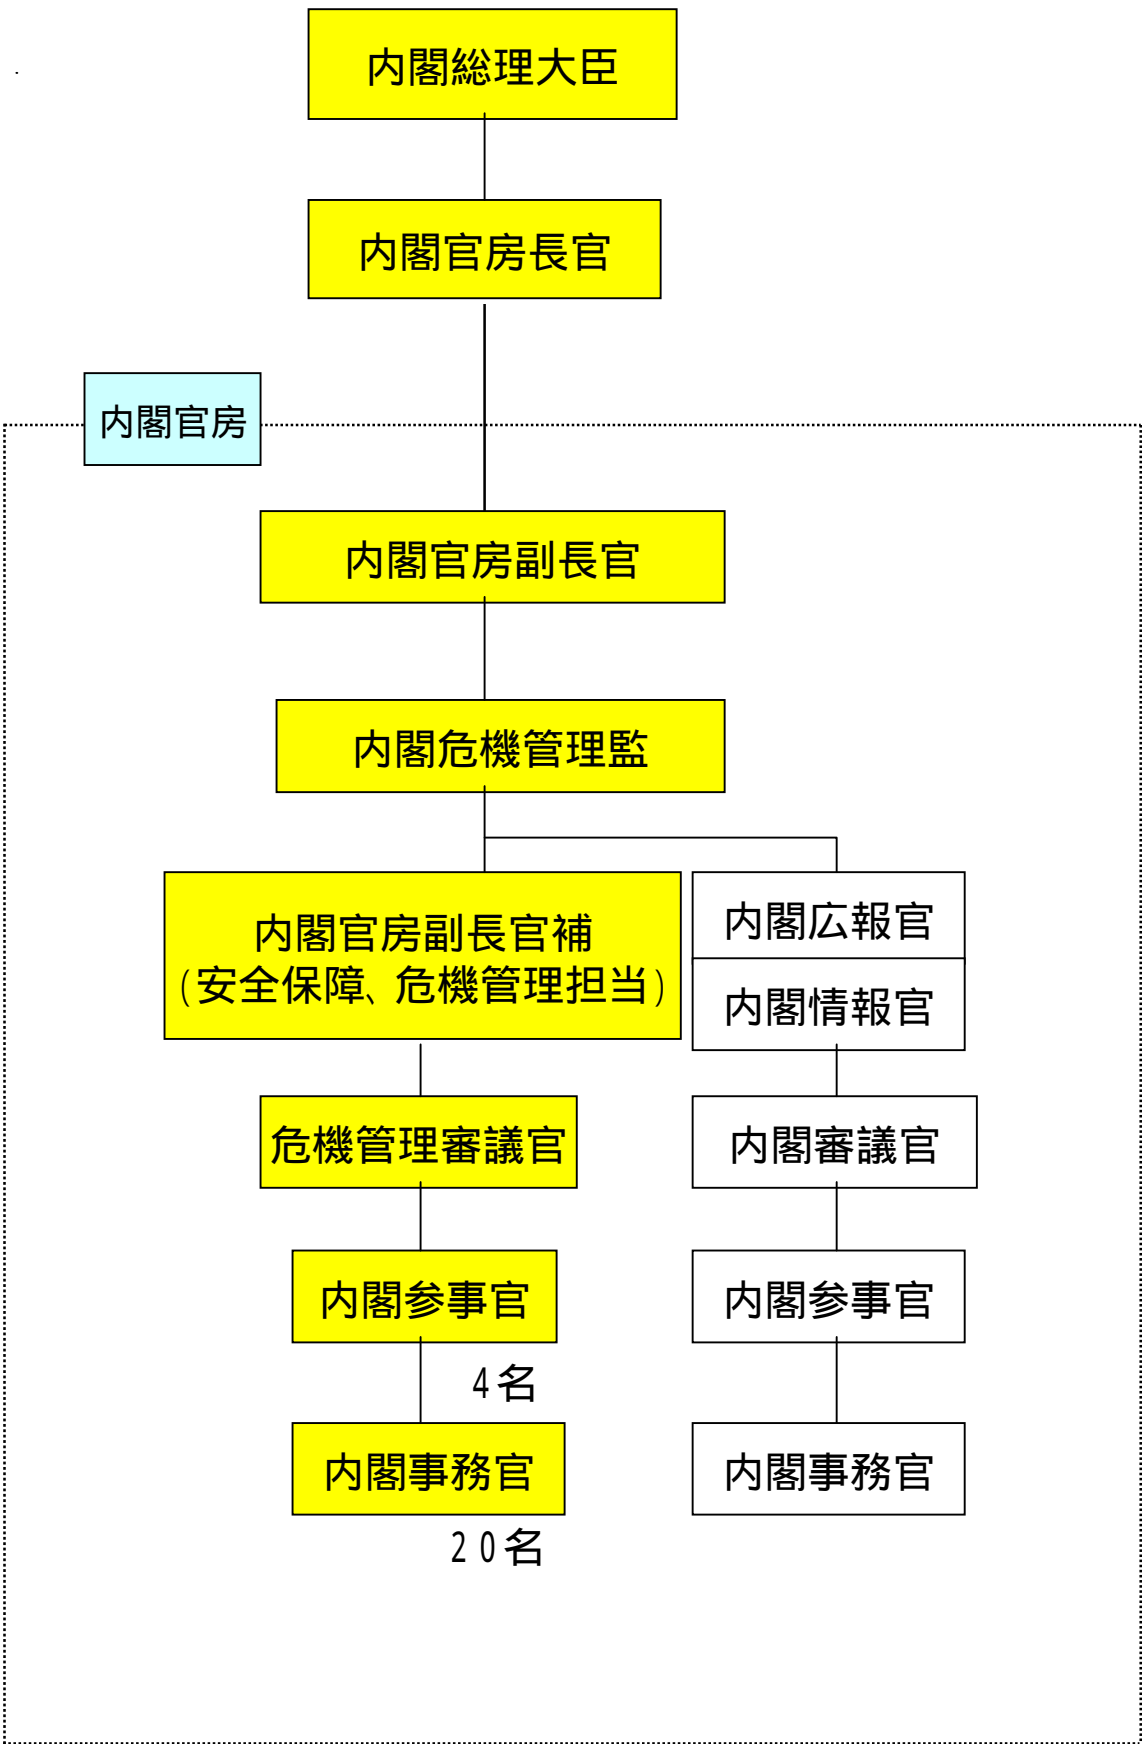 内閣総理大臣
内閣官房長官
内閣官房
内閣官房副長官
内閣危機管理監
内閣官房副長官補
(安全保障、危機管理担当)
内閣広報官
内閣情報官
危機管理審議官
内閣審議官
内閣参事官
内閣参事官
4名
内閣事務官
内閣事務官
20名